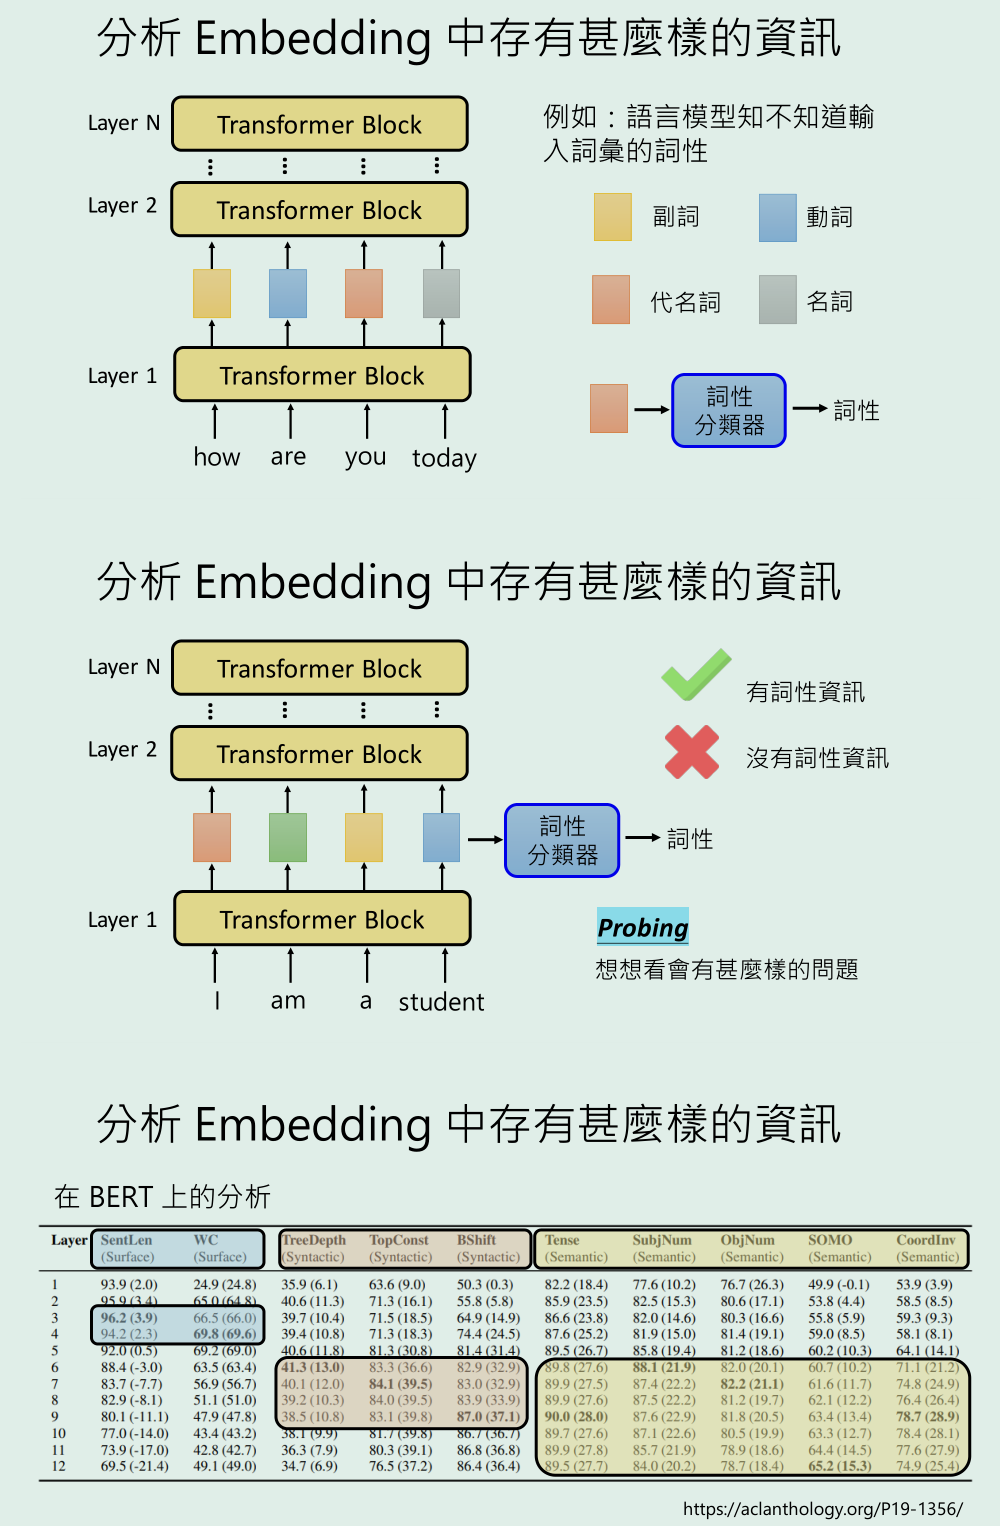 分析 Embedding 中存有甚麼樣的資訊
Layer N
Transformer Block
Layer 2
Transformer Block
Layer 1
Transformer Block
how are you today
例如：語言模型知不知道輸
入詞彙的詞性
副詞 動詞
代名詞 名詞
詞性
分類器
詞性
分析 Embedding 中存有甚麼樣的資訊
Layer N
Transformer Block
Layer 2
Transformer Block
Layer 1
Transformer Block
I am a student
有詞性資訊
沒有詞性資訊
詞性
分類器
詞性
Probing
想想看會有甚麼樣的問題
分析 Embedding 中存有甚麼樣的資訊
在 BERT 上的分析
Layer SentLen WC TreeDepth TopConst BShift Tense SubjNum ObjNum SOMO CoordInv
(Surface) (Surface) (Syntactic) (Syntactic) (Syntactic) (Semantic) (Semantic) (Semantic) (Semantic) (Semantic)
1 93.9 (2.0) 24.9 (24.8) 35.9 (6.1) 63.6 (9.0) 50.3 (0.3) 82.2 (18.4) 77.6 (10.2) 76.7 (26.3) 49.9 (-0.1) 53.9 (3.9)
2 95.9 (3.4) 65.0 (64.8) 40.6 (11.3) 71.3 (16.1) 55.8 (5.8) 85.9 (23.5) 82.5 (15.3) 80.6 (17.1) 53.8 (4.4) 58.5 (8.5)
3 96.2 (3.9) 66.5 (66.0) 39.7 (10.4) 71.5 (18.5) 64.9 (14.9) 86.6 (23.8) 82.0 (14.6) 80.3 (16.6) 55.8 (5.9) 59.3 (9.3)
4 94.2 (2.3) 69.8 (69.6) 39.4 (10.8) 71.3 (18.3) 74.4 (24.5) 87.6 (25.2) 81.9 (15.0) 81.4 (19.1) 59.0 (8.5) 58.1 (8.1)
5 92.0 (0.5) 69.2 (69.0) 40.6 (11.8) 81.3 (30.8) 81.4 (31.4) 89.5 (26.7) 85.8 (19.4) 81.2 (18.6) 60.2 (10.3) 64.1 (14.1)
6 88.4 (-3.0) 63.5 (63.4) 41.3 (13.0) 83.3 (36.6) 82.9 (32.9) 89.8 (27.6) 88.1 (21.9) 82.0 (20.1) 60.7 (10.2) 71.1 (21.2)
7 83.7 (-7.7) 56.9 (56.7) 40.1 (12.0) 84.1 (39.5) 83.0 (32.9) 89.9 (27.5) 87.4 (22.2) 82.2 (21.1) 61.6 (11.7) 74.8 (24.9)
8 82.9 (-8.1) 51.1 (51.0) 39.2 (10.3) 84.0 (39.5) 83.9 (33.9) 89.9 (27.6) 87.5 (22.2) 81.2 (19.7) 62.1 (12.2) 76.4 (26.4)
9 80.1 (-11.1) 47.9 (47.8) 38.5 (10.8) 83.1 (39.8) 87.0 (37.1) 90.0 (28.0) 87.6 (22.9) 81.8 (20.5) 63.4 (13.4) 78.7 (28.9)
10 77.0 (-14.0) 43.4 (43.2) 38.1 (9.9) 81.7 (39.8) 86.7 (36.7) 89.7 (27.6) 87.1 (22.6) 80.5 (19.9) 63.3 (12.7) 78.4 (28.1)
11 73.9 (-17.0) 42.8 (42.7) 36.3 (7.9) 80.3 (39.1) 86.8 (36.8) 89.9 (27.8) 85.7 (21.9) 78.9 (18.6) 64.4 (14.5) 77.6 (27.9)
12 69.5 (-21.4) 49.1 (49.0) 34.7 (6.9) 76.5 (37.2) 86.4 (36.4) 89.5 (27.7) 84.0 (20.2) 78.7 (18.4) 65.2 (15.3) 74.9 (25.4)
https://aclanthology.org/P19-1356/